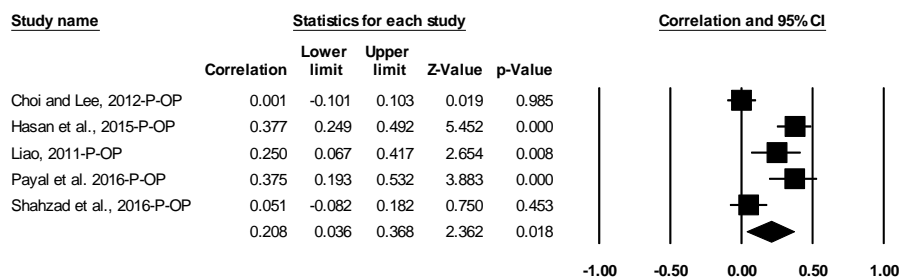 Study name Statistics for each study Correlation and 95% CI
Lower Upper
Correlation limit limit Z-Value p-Value
Choi and Lee, 2012-P-OP 0.001 -0.101 0.103 0.019 0.985
Hasan et al., 2015-P-OP 0.377 0.249 0.492 5.452 0.000
Liao, 2011-P-OP 0.250 0.067 0.417 2.654 0.008
Payal et al. 2016-P-OP 0.375 0.193 0.532 3.883 0.000
Shahzad et al., 2016-P-OP 0.051 -0.082 0.182 0.750 0.453
0.208 0.036 0.368 2.362 0.018
-1.00 -0.50 0.00 0.50 1.00